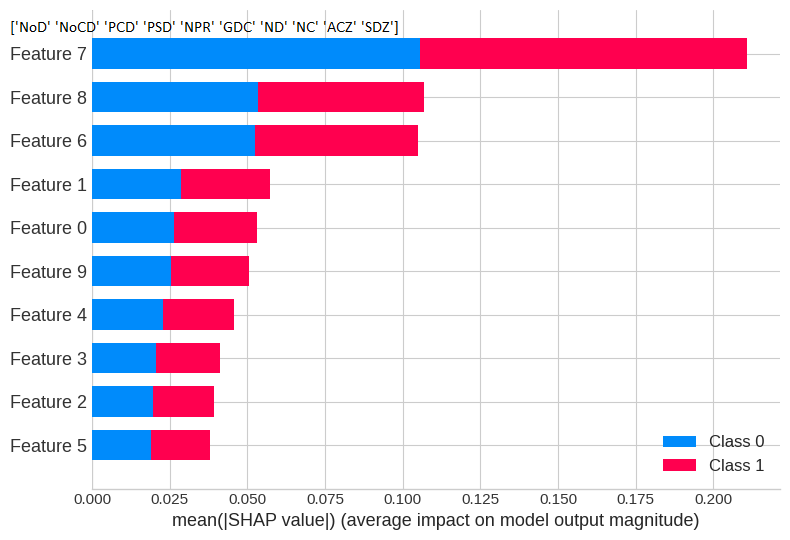 ['NoD' 'NoCD' 'PCD' 'PSD' 'NPR' 'GDC' 'ND' 'NC' 'ACZ' 'SDZ']
Feature 7
Feature 8
Feature 6
Feature 1
Feature 0
Feature 9
Feature 4
Feature 3
Feature 2
Feature 5
Class 0
Class 1
0.000 0.025 0.050 0.075 0.100 0.125 0.150 0.175 0.200
mean(|SHAP value|) (average impact on model output magnitude)